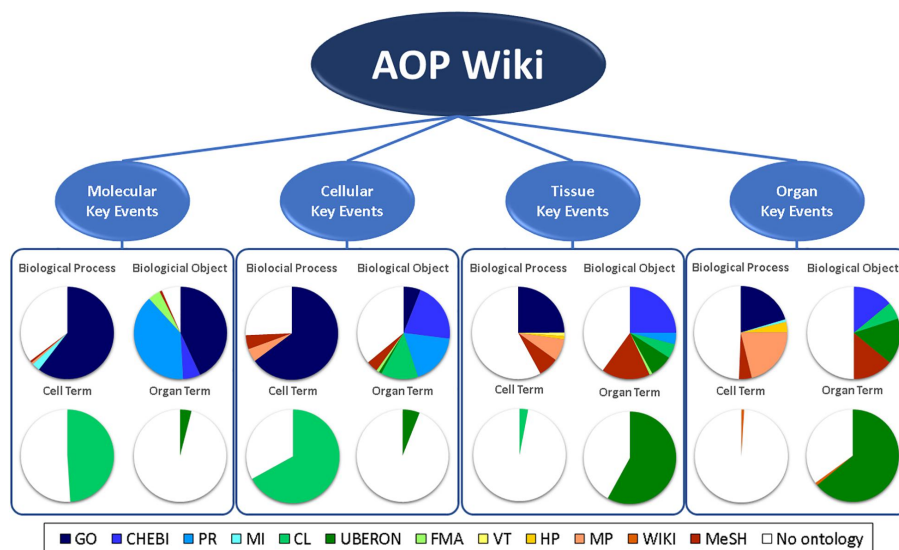 AOP Wiki
Molecular
Key Events
Cellular
Key Events
Tissue
Key Events
Organ
Key Events
Biological Process
Biologicial Object
Biolocial Process
Biological Object
Biological Process
Biological Object
Biological Process
Biological Object
Cell Term
Organ Term
Cell Term
Organ Term
Cell Term
Organ Term
Cell Term
Organ Term
GO CHEBI PR MI CL UBERON FMA VT HP MP WIKI MeSH No ontology